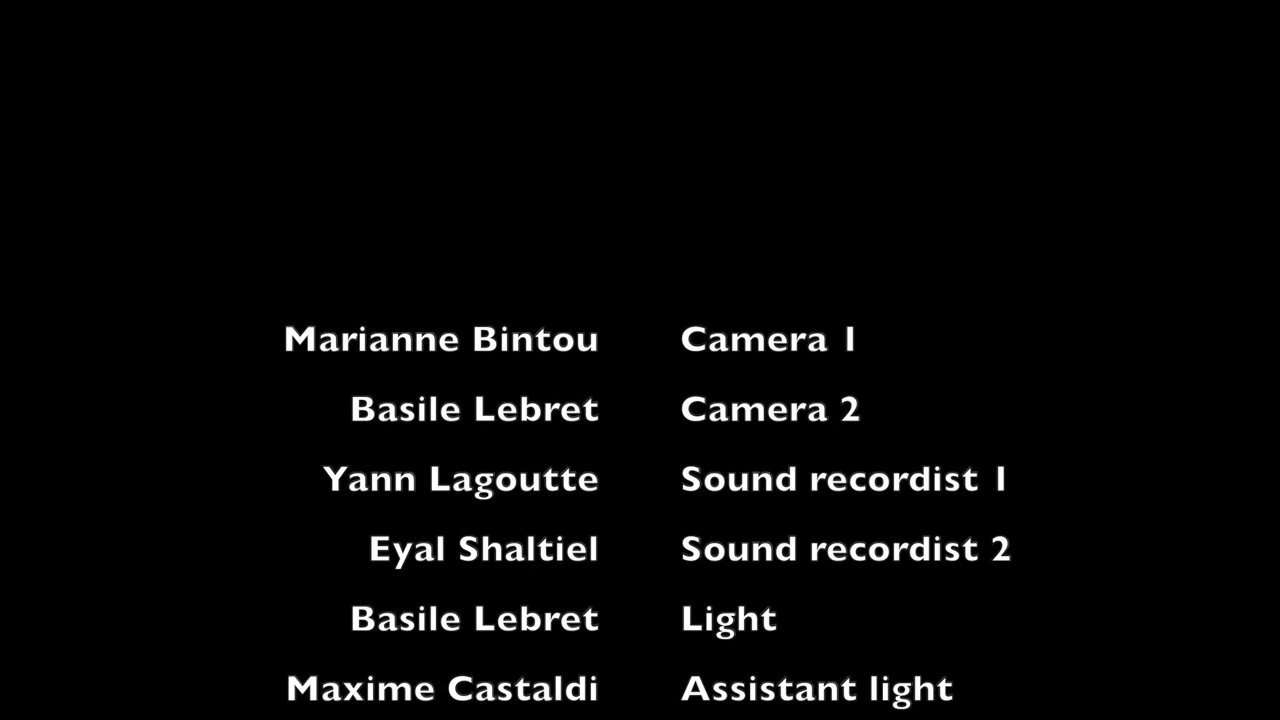 Marianne Bintou Camera 1
Basile Lebret Camera 2
Yann Lagoutte Sound recordist 1
Eyal Shaltiel Sound recordist 2
Basile Lebret Light
Maxime Castaldi Assistant light